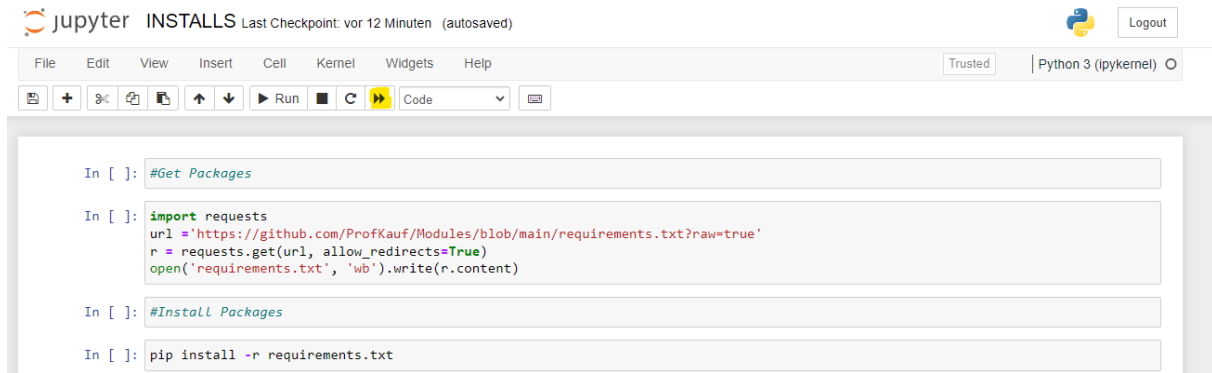 jupyter INSTALLS Last Checkpoint: vor 12 Minuten (autosaved) Logout
File Edit View Insert Cell Kernel Widgets Help Trusted Python 3 (ipykernel)
Run Code
In [ ]: #Get Packages
In [ ]: import requests
url ='https://github.com/ProfKauf/Modules/blob/main/requirements.txt?raw=true'
r = requests.get(url, allow_redirects=True)
open('requirements.txt', 'wb').write(r.content)
In [ ]: #Install Packages
In [ ]: pip install -r requirements.txt